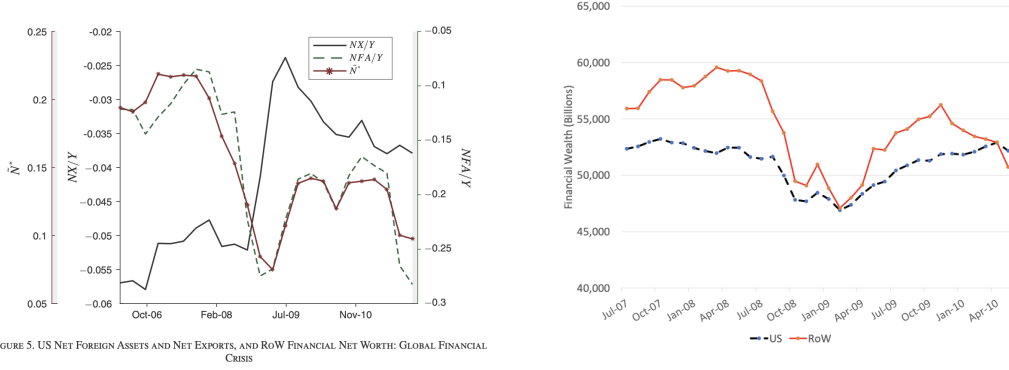 0.25
0.2
0.15
0.1
0.05
Ñ*
-0.02
−0.025
−0.03
−0.035
−0.04
−0.045
−0.05
−0.055
−0.06
NX/Y
NX/Y
NFA/Y
Ñ*
−0.05
−0.1
−0.15
−0.2
−0.25
−0.3
NFA/Y
Oct-06 Feb-08 Jul-09 Nov-10
GURE 5. US NET FOREIGN ASSETS AND NET EXPORTS, AND ROW FINANCIAL NET WORTH: GLOBAL FINANCIAL
CRISIS
65,000
60,000
55,000
50,000
45,000
40,000
Financial Wealth (Billions)
Jul-07 Oct-07 Jan-08 Apr-08 Jul-08 Oct-08 Jan-09 Apr-09 Jul-09 Oct-09 Jan-10 Apr-10
US RoW